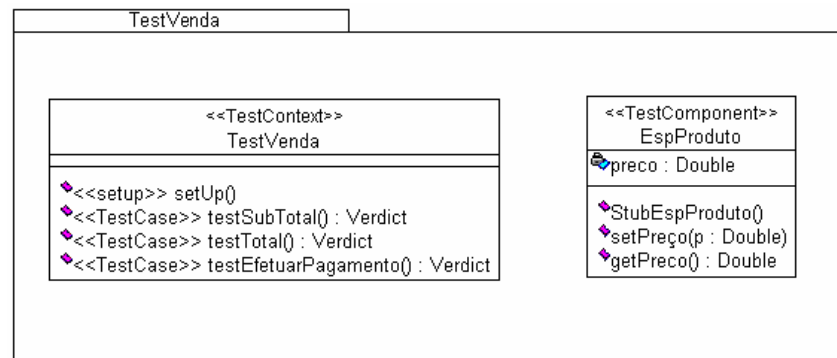 TestVenda
<<TestContext>>
TestVenda
<<setup>> setUp()
<<TestCase>> testSubTotal() : Verdict
<<TestCase>> testTotal() : Verdict
<<TestCase>> testEfetuarPagamento() : Verdict
<<TestComponent>>
EspProduto
preco : Double
StubEspProduto()
setPreço(p : Double)
getPreco() : Double